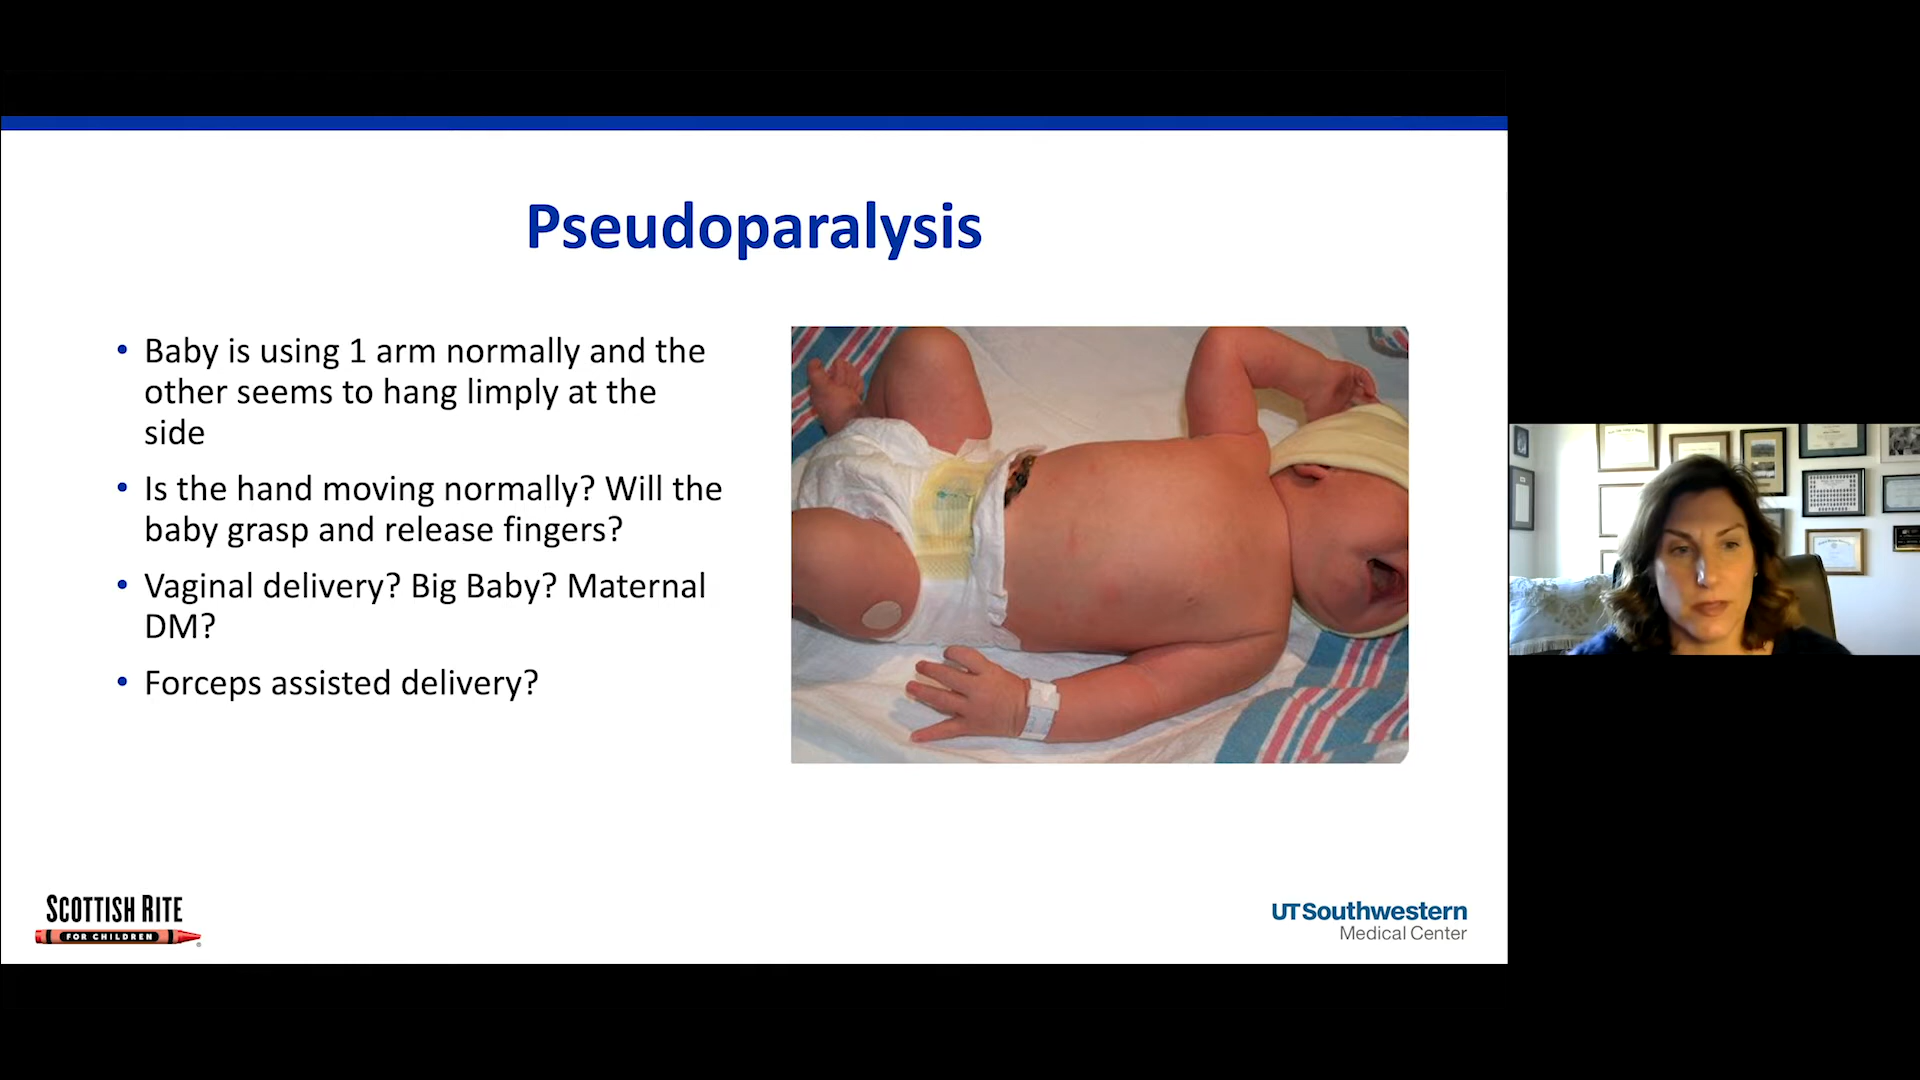 Pseudoparalysis
• Baby is using 1 arm normally and the
other seems to hang limply at the
side
• Is the hand moving normally? Will the
baby grasp and release fingers?
• Vaginal delivery? Big Baby? Maternal
DM?
• Forceps assisted delivery?
SCOTTISH RITE
FOR CHILDREN
®
UTSouthwestern
Medical Center